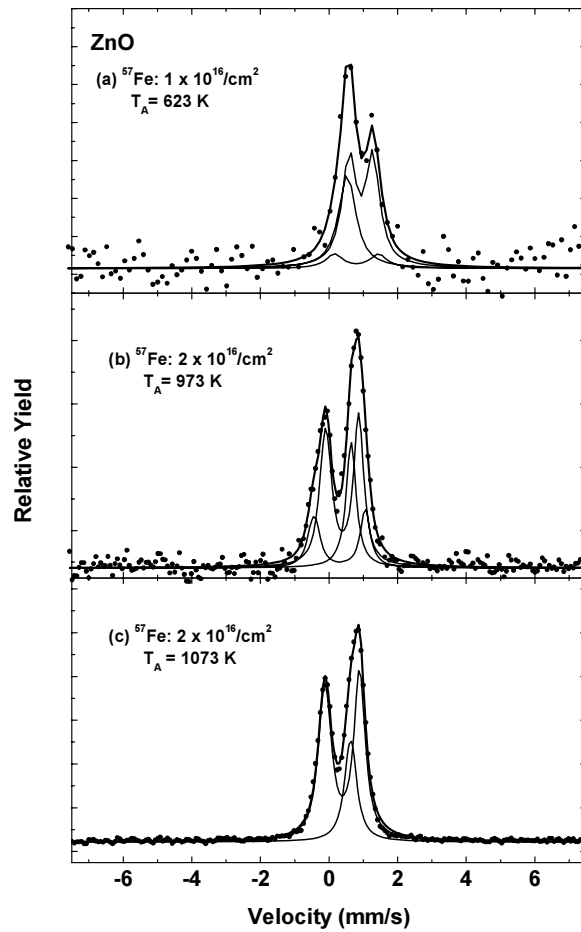 ZnO
(a) ⁵⁷Fe: 1 x 10¹⁶/cm²
T_A= 623 K
(b) ⁵⁷Fe: 2 x 10¹⁶/cm²
T_A= 973 K
(c) ⁵⁷Fe: 2 x 10¹⁶/cm²
T_A = 1073 K
Relative Yield
-6 -4 -2 0 2 4 6
Velocity (mm/s)